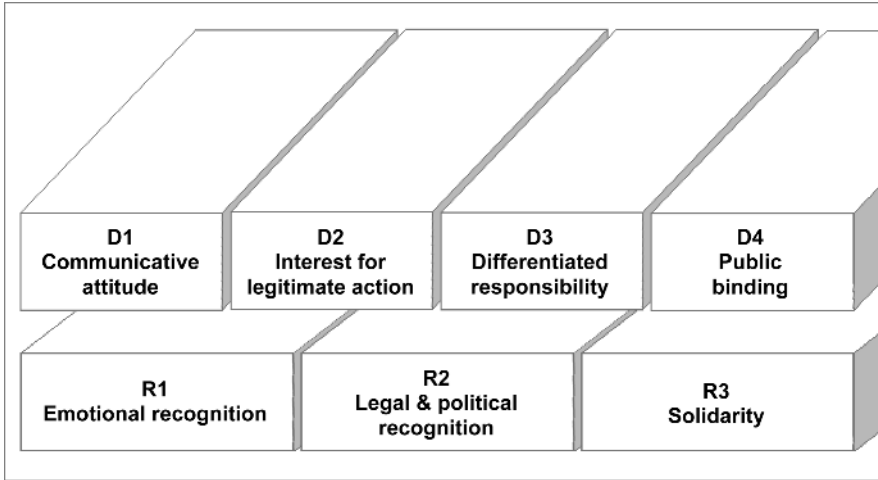 D1
Communicative
attitude
D2
Interest for
legitimate action
D3
Differentiated
responsibility
D4
Public
binding
R1
Emotional recognition
R2
Legal & political
recognition
R3
Solidarity